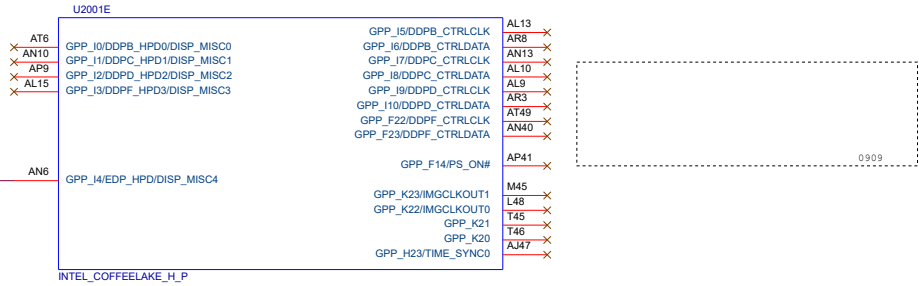 U2001E
AT6 GPP_I0/DDPB_HPD0/DISP_MISC0
AN10 GPP_I1/DDPC_HPD1/DISP_MISC1
AP9 GPP_I2/DDPD_HPD2/DISP_MISC2
AL15 GPP_I3/DDPF_HPD3/DISP_MISC3
AN6 GPP_I4/EDP_HPD/DISP_MISC4
GPP_I5/DDPB_CTRLCLK AL13
GPP_I6/DDPB_CTRLDATA AR8
GPP_I7/DDPC_CTRLCLK AN13
GPP_I8/DDPC_CTRLDATA AL10
GPP_I9/DDPD_CTRLCLK AL9
GPP_I10/DDPD_CTRLDATA AR3
GPP_F22/DDPF_CTRLCLK AT49
GPP_F23/DDPF_CTRLDATA AN40
GPP_F14/PS_ON# AP41
GPP_K23/IMGCLKOUT1 M45
GPP_K22/IMGCLKOUT0 L48
GPP_K21 T45
GPP_K20 T46
GPP_H23/TIME_SYNC0 AJ47
INTEL_COFFEELAKE_H_P
0909